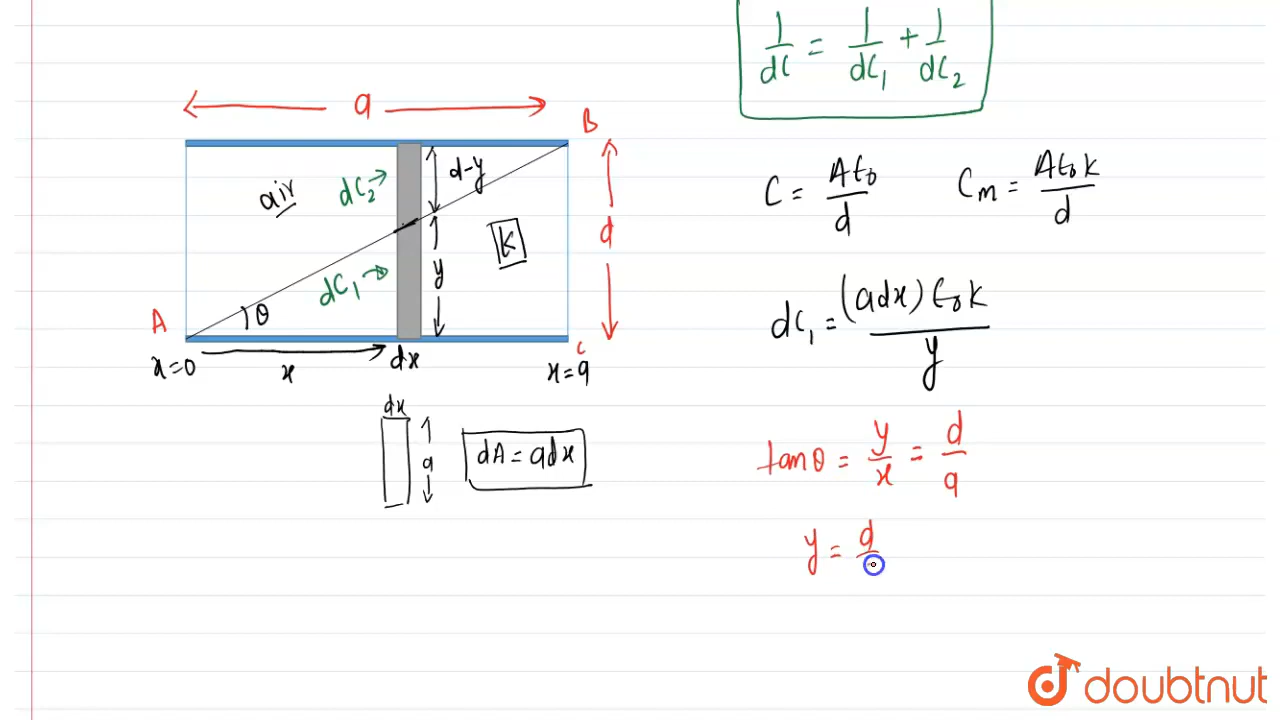 1/dC = 1/dC₁ + 1/dC₂
a
B
air
dC₂ →
d-y
C = Aε₀/d
Cₘ = Aε₀k/d
d
k
dC₁ →
y
A
θ
dC₁ = (adx) ε₀ k/y
x=0
x
dx
C
x=a
dx
a
dA = adx
tanθ = y/x = d/a
y = d
doubtnut